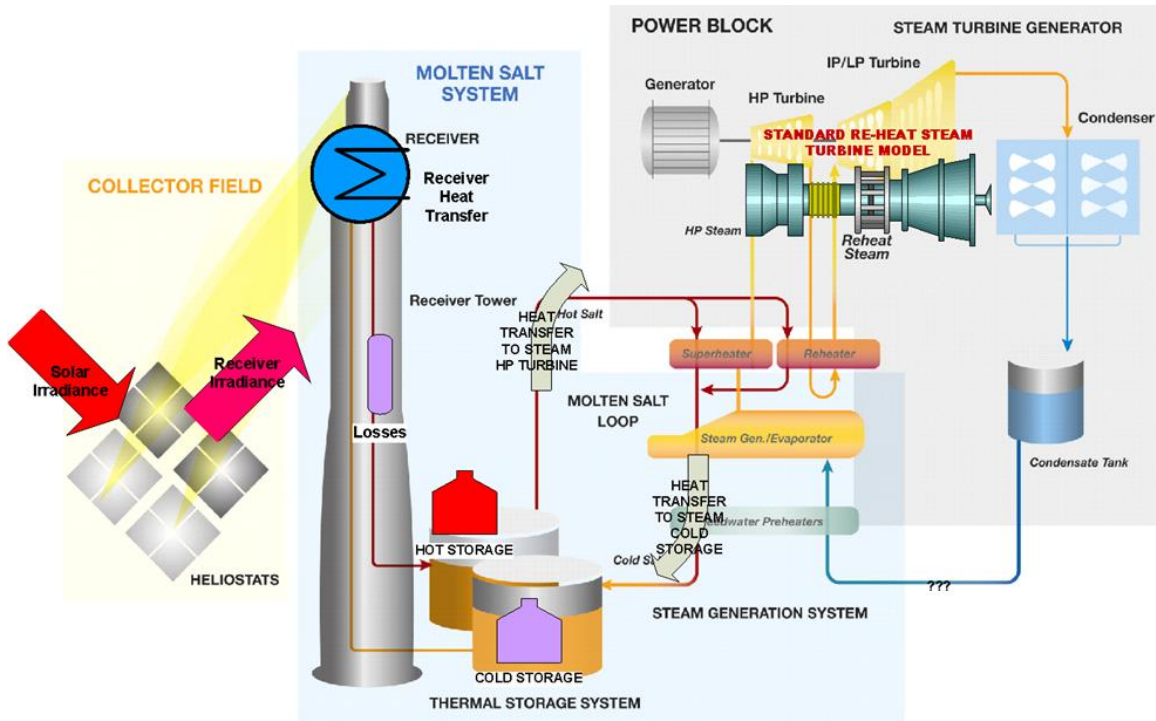 POWER BLOCK
STEAM TURBINE GENERATOR
IP/LP Turbine
Generator
HP Turbine
Condenser
STANDARD RE-HEAT STEAM
TURBINE MODEL
HP Steam
Reheat
Steam
MOLTEN SALT
SYSTEM
RECEIVER
Receiver
Heat
Transfer
COLLECTOR FIELD
Solar
Irradiance
Receiver
Irradiance
HELIOSTATS
Receiver Tower
Losses
HEAT
TRANSFER
TO STEAM
HP TURBINE
Hot Salt
Superheater
Reheater
MOLTEN SALT
LOOP
Steam Gen./Evaporator
HEAT
TRANSFER
TO STEAM
COLD
STORAGE
Preheaters
Cold
Condensate Tank
???
HOT STORAGE
COLD STORAGE
STEAM GENERATION SYSTEM
THERMAL STORAGE SYSTEM